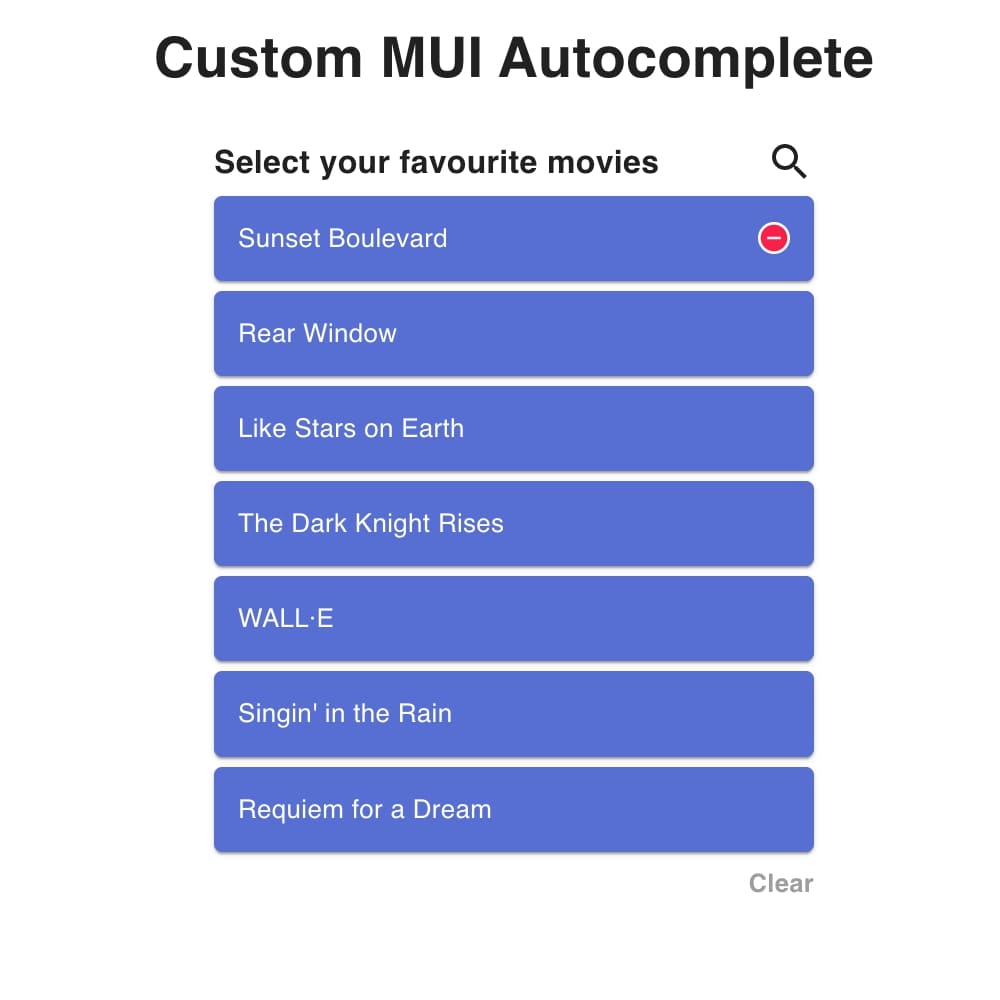 Custom MUI Autocomplete
Select your favourite movies
Sunset Boulevard
Rear Window
Like Stars on Earth
The Dark Knight Rises
WALL·E
Singin' in the Rain
Requiem for a Dream
Clear